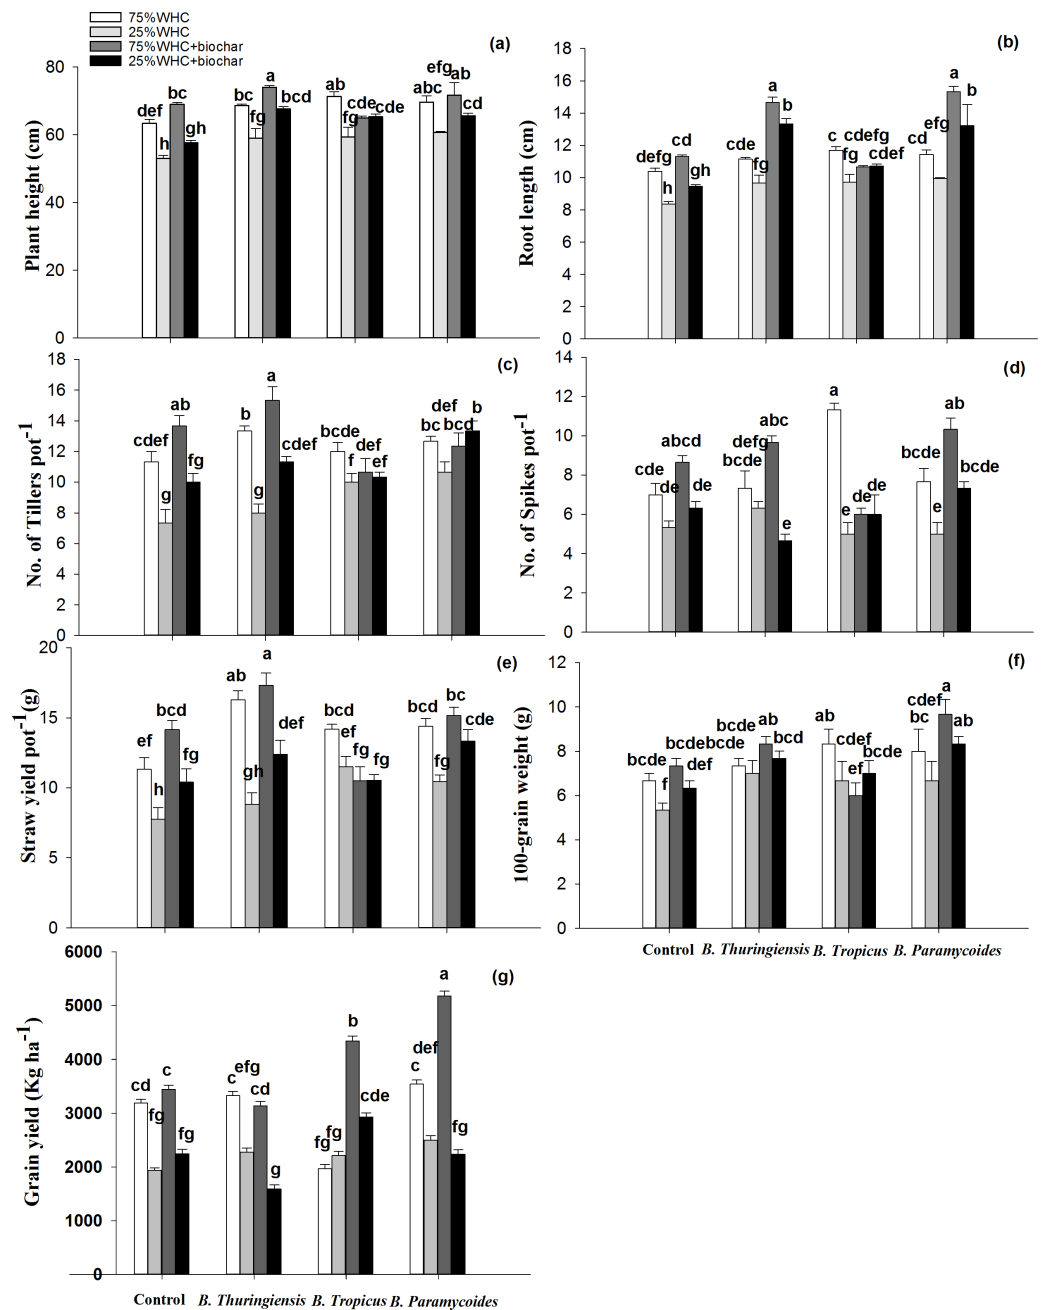 75%WHC
25%WHC
75%WHC+biochar
25%WHC+biochar
(a)
Plant height (cm)
80
60
40
20
0
def
h
bc
gh
bc
fg
a
bcd
ab
fg
cde
cde
abc
efg
ab
cd
(b)
Root length (cm)
18
16
14
12
10
8
6
4
2
0
defg
h
cd
gh
cde
fg
a
b
c
fg
cdefg
cdef
cd
efg
a
b
(c)
No. of Tillers pot-1
18
16
14
12
10
8
6
4
2
0
cdef
g
ab
fg
b
g
a
cdef
bcde
f
def
ef
bc
def
bcd
b
(d)
No. of Spikes pot-1
14
12
10
8
6
4
2
0
cde
de
abcd
de
bcde
defg
abc
e
a
e
de
de
bcde
e
ab
bcde
(e)
Straw yield pot-1(g)
20
15
10
5
0
ef
h
bcd
fg
ab
gh
a
def
bcd
ef
fg
fg
bcd
fg
bc
cde
(f)
100-grain weight (g)
12
10
8
6
4
2
0
bcde
f
bcde
def
bcde
bcde
ab
bcd
ab
cdef
ef
bcde
bc
cdef
a
ab
Control B. Thuringiensis B. Tropicus B. Paramycoides
(g)
Grain yield (Kg ha-1)
6000
5000
4000
3000
2000
1000
0
cd
fg
c
fg
c
efg
cd
g
fg
fg
b
cde
c
def
a
fg
Control B. Thuringiensis B. Tropicus B. Paramycoides